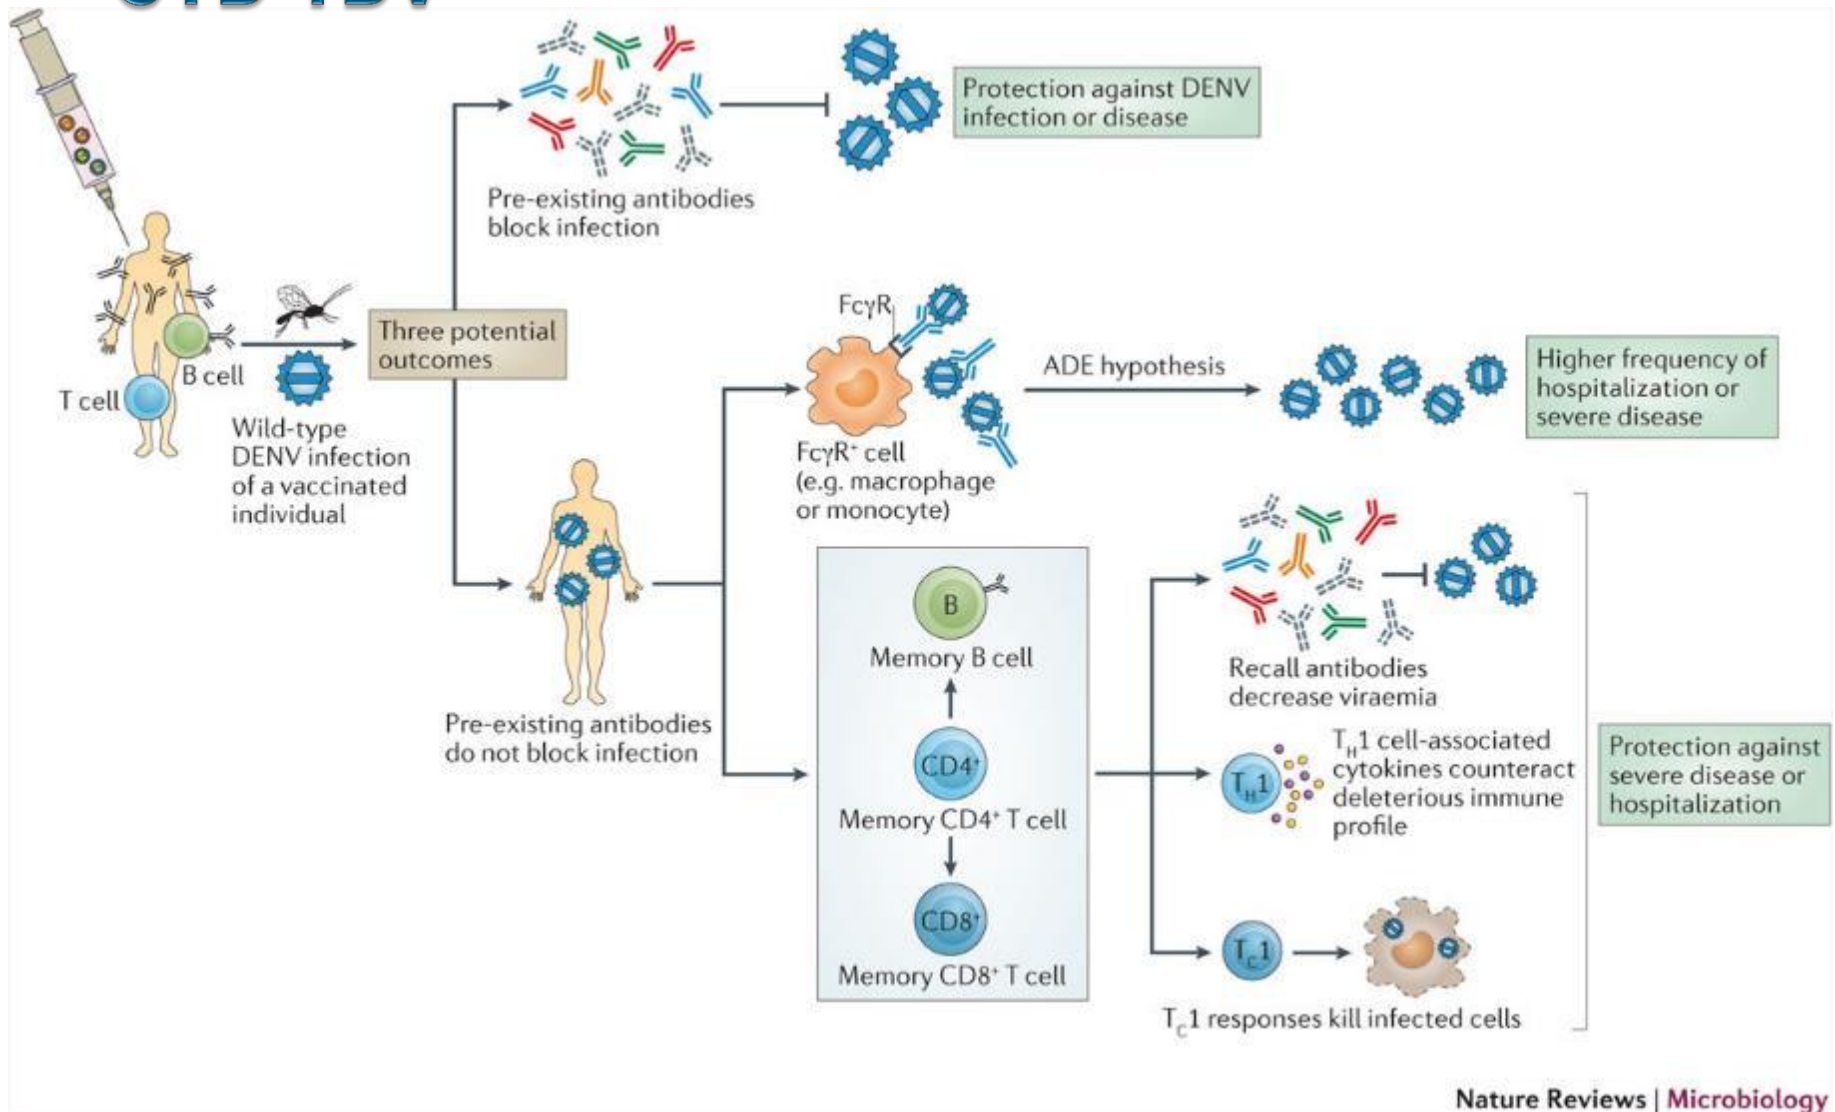 Protection against DENV
infection or disease
Pre-existing antibodies
block infection
Three potential
outcomes
B cell
T cell
Wild-type
DENV infection
of a vaccinated
individual
FcγR
FcγR⁺ cell
(e.g. macrophage
or monocyte)
ADE hypothesis
Higher frequency of
hospitalization or
severe disease
Pre-existing antibodies
do not block infection
B
Memory B cell
CD4⁺
Memory CD4⁺ T cell
CD8⁺
Memory CD8⁺ T cell
Recall antibodies
decrease viraemia
TH1
TH1 cell-associated
cytokines counteract
deleterious immune
profile
TC1
TC1 responses kill infected cells
Protection against
severe disease or
hospitalization
Nature Reviews | Microbiology